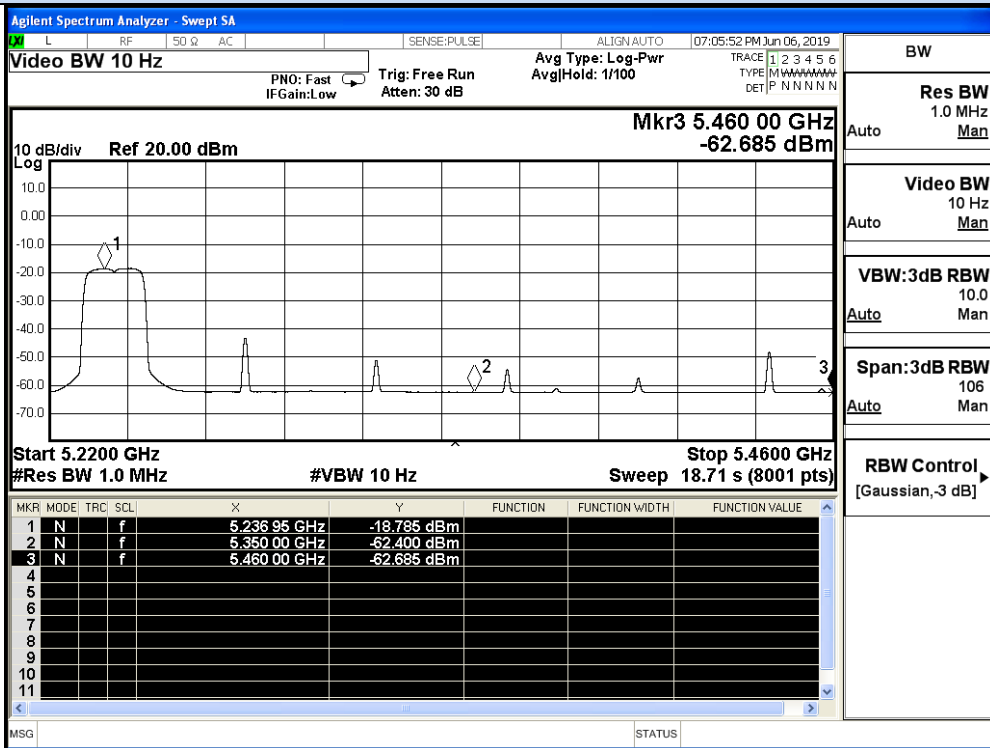 Agilent Spectrum Analyzer - Swept SA
LXI L RF 50 Ω AC SENSE:PULSE ALIGN AUTO 07:05:52 PM Jun 06, 2019
Video BW 10 Hz
PNO: Fast
IFGain:Low
Trig: Free Run
Atten: 30 dB
Avg Type: Log-Pwr
Avg|Hold: 1/100
TRACE 1 2 3 4 5 6
TYPE M
DET P N N N N N
Mkr3 5.460 00 GHz
-62.685 dBm
10 dB/div Ref 20.00 dBm
Log
10.0
0.00
-10.0
-20.0
-30.0
-40.0
-50.0
-60.0
-70.0
1
2
3
Start 5.2200 GHz Stop 5.4600 GHz
#Res BW 1.0 MHz #VBW 10 Hz Sweep 18.71 s (8001 pts)
MKR MODE TRC SCL X Y FUNCTION FUNCTION WIDTH FUNCTION VALUE
1 N f 5.236 95 GHz -18.785 dBm
2 N f 5.350 00 GHz -62.400 dBm
3 N f 5.460 00 GHz -62.685 dBm
4
5
6
7
8
9
10
11
MSG STATUS
BW
Res BW
1.0 MHz
Auto Man
Video BW
10 Hz
Auto Man
VBW:3dB RBW
10.0
Auto Man
Span:3dB RBW
106
Auto Man
RBW Control
[Gaussian,-3 dB]